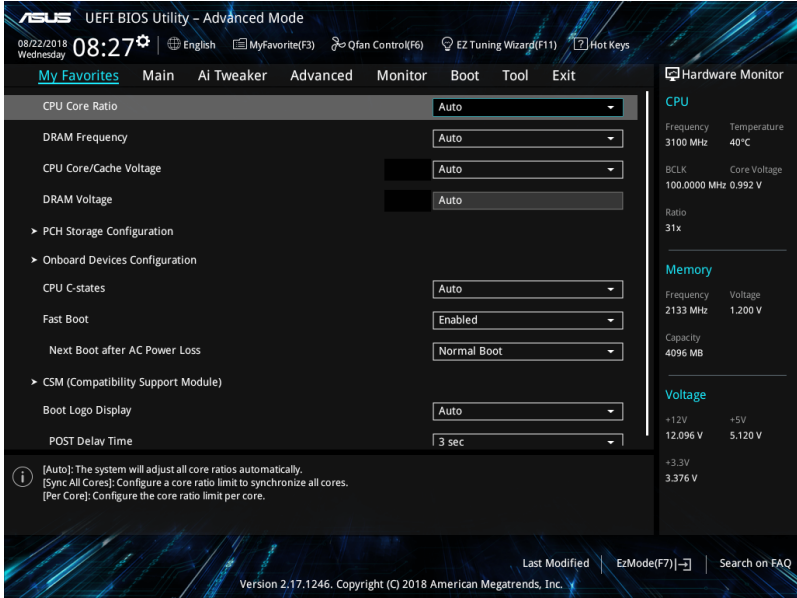 ASUS UEFI BIOS Utility – Advanced Mode
08/22/2018
Wednesday
08:27
English
MyFavorite(F3)
Qfan Control(F6)
EZ Tuning Wizard(F11)
? Hot Keys
My Favorites Main Ai Tweaker Advanced Monitor Boot Tool Exit
CPU Core Ratio Auto
DRAM Frequency Auto
CPU Core/Cache Voltage Auto
DRAM Voltage Auto
PCH Storage Configuration
Onboard Devices Configuration
CPU C-states Auto
Fast Boot Enabled
Next Boot after AC Power Loss Normal Boot
CSM (Compatibility Support Module)
Boot Logo Display Auto
POST Delay Time 3 sec
[Auto]: The system will adjust all core ratios automatically.
[Sync All Cores]: Configure a core ratio limit to synchronize all cores.
[Per Core]: Configure the core ratio limit per core.
Hardware Monitor
CPU
Frequency Temperature
3100 MHz 40°C
BCLK Core Voltage
100.0000 MHz 0.992 V
Ratio
31x
Memory
Frequency Voltage
2133 MHz 1.200 V
Capacity
4096 MB
Voltage
+12V +5V
12.096 V 5.120 V
+3.3V
3.376 V
Last Modified
EzMode(F7)
Search on FAQ
Version 2.17.1246. Copyright (C) 2018 American Megatrends, Inc.